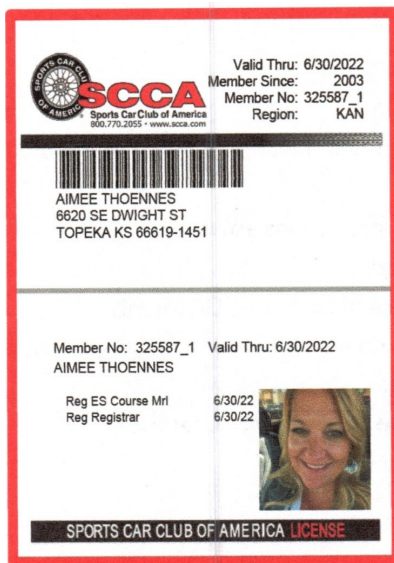 SPORTS CAR CLUB
OF AMERICA
SCCA
Sports Car Club of America
800.770.2055 • www.scca.com
Valid Thru: 6/30/2022
Member Since: 2003
Member No: 325587_1
Region: KAN
AIMEE THOENNES
6620 SE DWIGHT ST
TOPEKA KS 66619-1451
Member No: 325587_1 Valid Thru: 6/30/2022
AIMEE THOENNES
Reg ES Course Mrl 6/30/22
Reg Registrar 6/30/22
SPORTS CAR CLUB OF AMERICA LICENSE